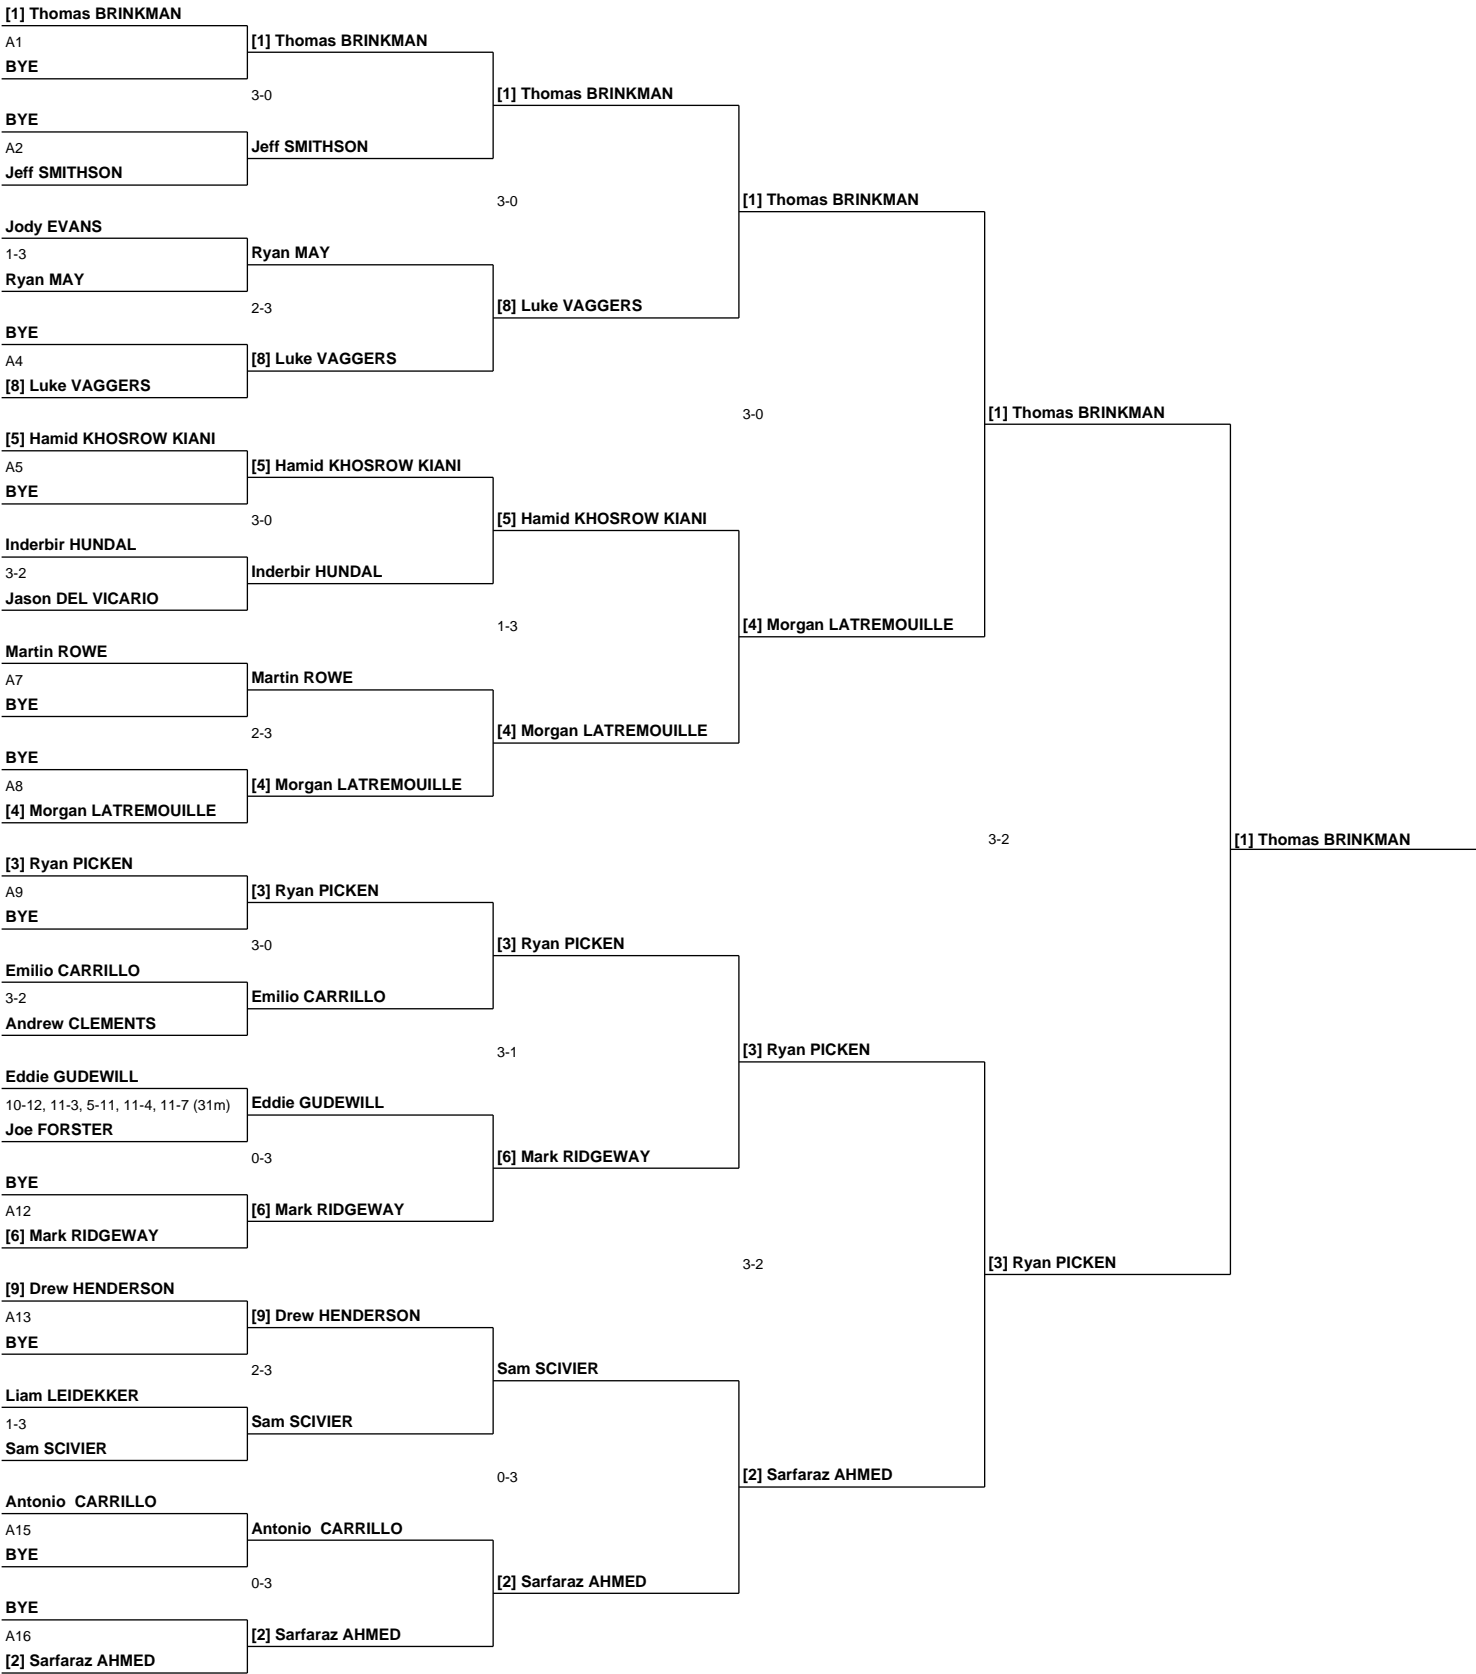 [1] Thomas BRINKMAN
A1
[1] Thomas BRINKMAN
BYE
3-0
[1] Thomas BRINKMAN
BYE
A2
Jeff SMITHSON
Jeff SMITHSON
3-0
[1] Thomas BRINKMAN
Jody EVANS
1-3
Ryan MAY
Ryan MAY
2-3
[8] Luke VAGGERS
BYE
A4
[8] Luke VAGGERS
[8] Luke VAGGERS
3-0
[1] Thomas BRINKMAN
[5] Hamid KHOSROW KIANI
A5
[5] Hamid KHOSROW KIANI
BYE
3-0
[5] Hamid KHOSROW KIANI
Inderbir HUNDAL
3-2
Inderbir HUNDAL
Jason DEL VICARIO
1-3
[4] Morgan LATREMOUILLE
Martin ROWE
A7
Martin ROWE
BYE
2-3
[4] Morgan LATREMOUILLE
BYE
A8
[4] Morgan LATREMOUILLE
[4] Morgan LATREMOUILLE
3-2
[1] Thomas BRINKMAN
[3] Ryan PICKEN
A9
[3] Ryan PICKEN
BYE
3-0
[3] Ryan PICKEN
Emilio CARRILLO
3-2
Emilio CARRILLO
Andrew CLEMENTS
3-1
[3] Ryan PICKEN
Eddie GUDEWILL
10-12, 11-3, 5-11, 11-4, 11-7 (31m)
Eddie GUDEWILL
Joe FORSTER
0-3
[6] Mark RIDGEWAY
BYE
A12
[6] Mark RIDGEWAY
[6] Mark RIDGEWAY
3-2
[3] Ryan PICKEN
[9] Drew HENDERSON
A13
[9] Drew HENDERSON
BYE
2-3
Sam SCIVIER
Liam LEIDEKKER
1-3
Sam SCIVIER
Sam SCIVIER
0-3
[2] Sarfaraz AHMED
Antonio  CARRILLO
A15
Antonio  CARRILLO
BYE
0-3
[2] Sarfaraz AHMED
BYE
A16
[2] Sarfaraz AHMED
[2] Sarfaraz AHMED